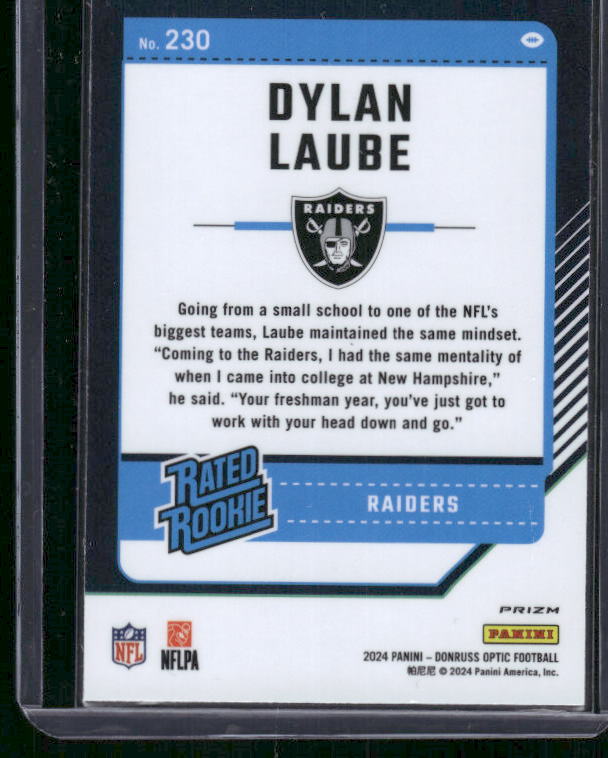 No. 230
DYLAN
LAUBE
RAIDERS
Going from a small school to one of the NFL's
biggest teams, Laube maintained the same mindset.
“Coming to the Raiders, I had the same mentality of
when I came into college at New Hampshire,”
he said. “Your freshman year, you've just got to
work with your head down and go.”
RATED
ROOKIE
RAIDERS
PRIZM
PANINI
NFL
NFLPA
2024 PANINI – DONRUSS OPTIC FOOTBALL
帕尼尼 © 2024 Panini America, Inc.